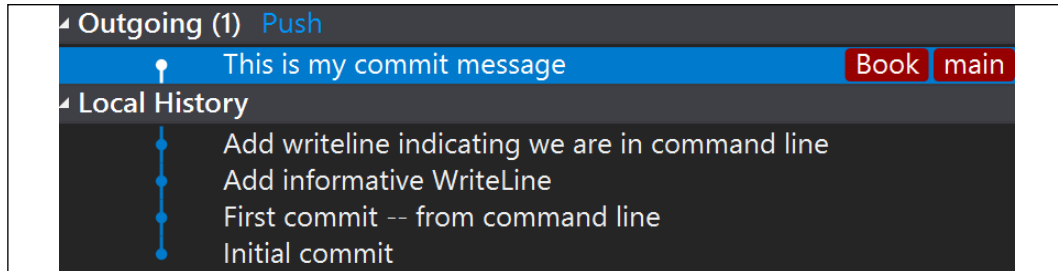 Outgoing (1) Push
This is my commit message Book main
Local History
Add writeline indicating we are in command line
Add informative WriteLine
First commit -- from command line
Initial commit